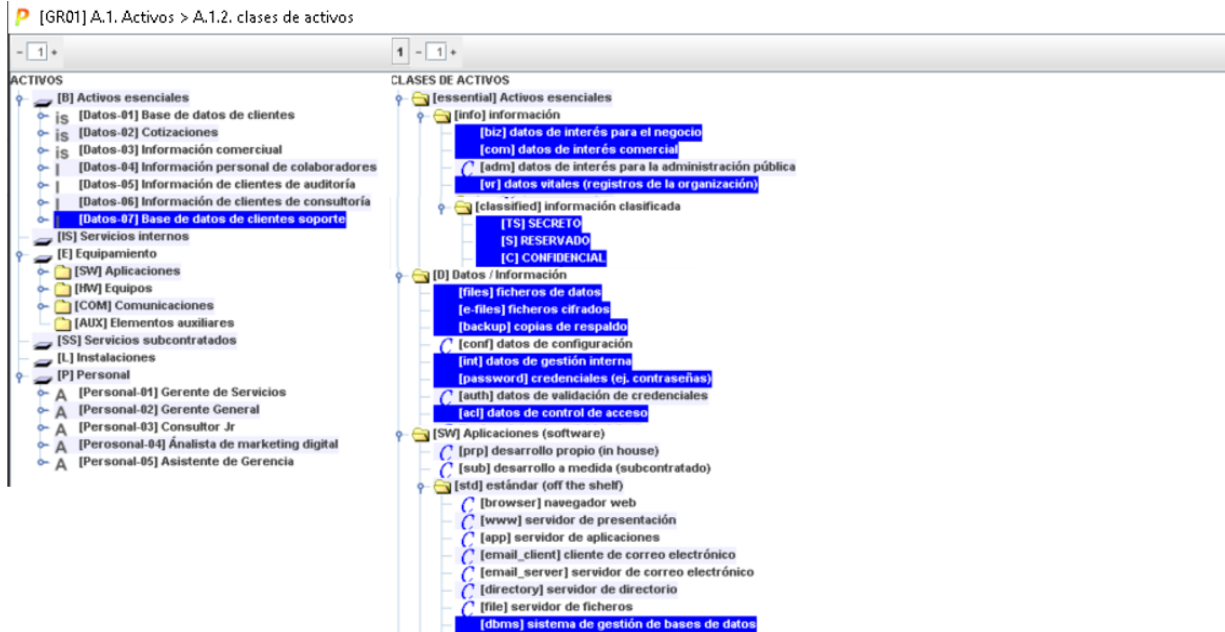 [GR01] A.1. Activos > A.1.2. clases de activos
- 1 +
1 - 1 +
ACTIVOS
[B] Activos esenciales
is [Datos-01] Base de datos de clientes
is [Datos-02] Cotizaciones
is [Datos-03] Información comerciual
I [Datos-04] Información personal de colaboradores
I [Datos-05] Información de clientes de auditoría
I [Datos-06] Información de clientes de consultoría
I [Datos-07] Base de datos de clientes soporte
[IS] Servicios internos
[E] Equipamiento
[SW] Aplicaciones
[HW] Equipos
[COM] Comunicaciones
[AUX] Elementos auxiliares
[SS] Servicios subcontratados
[L] Instalaciones
[P] Personal
A [Personal-01] Gerente de Servicios
A [Personal-02] Gerente General
A [Personal-03] Consultor Jr
A [Perosonal-04] Ánalista de marketing digital
A [Personal-05] Asistente de Gerencia
CLASES DE ACTIVOS
[essential] Activos esenciales
[info] información
[biz] datos de interés para el negocio
[com] datos de interés comercial
C [adm] datos de interés para la administración pública
[vr] datos vitales (registros de la organización)
[classified] información clasificada
[TS] SECRETO
[S] RESERVADO
[C] CONFIDENCIAL
[D] Datos / Información
[files] ficheros de datos
[e-files] ficheros cifrados
[backup] copias de respaldo
C [conf] datos de configuración
[int] datos de gestión interna
[password] credenciales (ej. contraseñas)
C [auth] datos de validación de credenciales
[acl] datos de control de acceso
[SW] Aplicaciones (software)
C [prp] desarrollo propio (in house)
C [sub] desarrollo a medida (subcontratado)
[std] estándar (off the shelf)
C [browser] navegador web
C [www] servidor de presentación
C [app] servidor de aplicaciones
C [email_client] cliente de correo electrónico
C [email_server] servidor de correo electrónico
C [directory] servidor de directorio
C [file] servidor de ficheros
[dbms] sistema de gestión de bases de datos